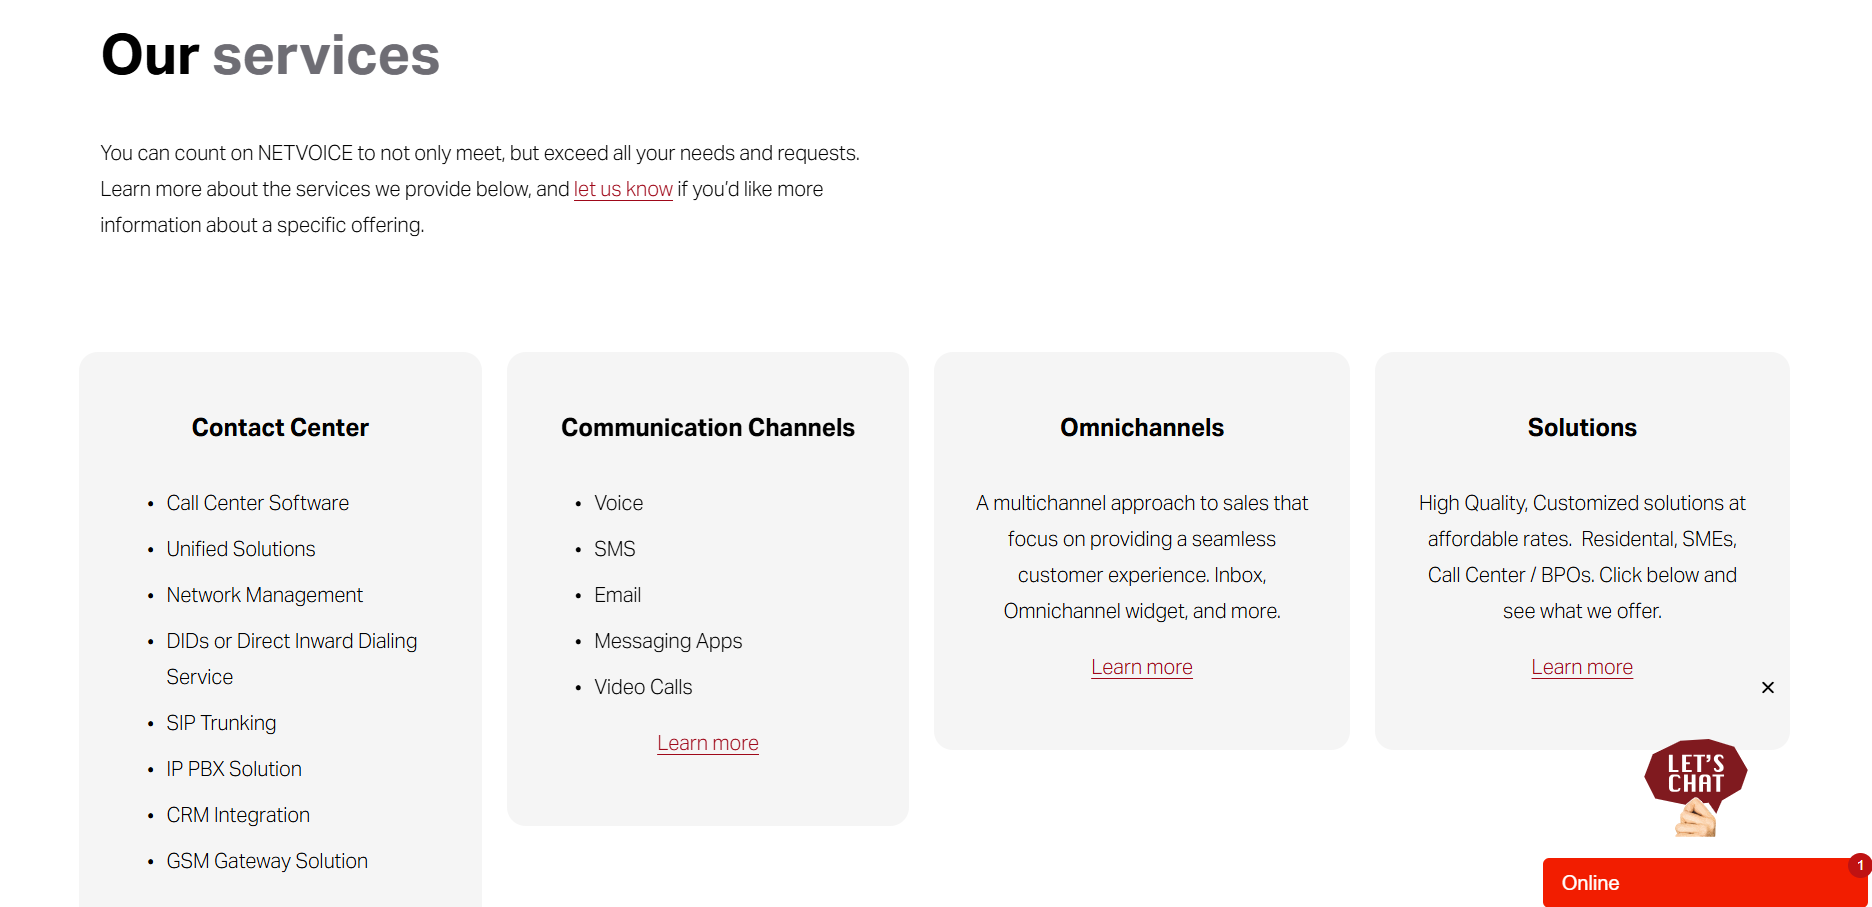 Our services
You can count on NETVOICE to not only meet, but exceed all your needs and requests.
Learn more about the services we provide below, and let us know if you’d like more
information about a specific offering.
Contact Center
• Call Center Software
• Unified Solutions
• Network Management
• DIDs or Direct Inward Dialing
Service
• SIP Trunking
• IP PBX Solution
• CRM Integration
• GSM Gateway Solution
Communication Channels
• Voice
• SMS
• Email
• Messaging Apps
• Video Calls
Learn more
Omnichannels
A multichannel approach to sales that
focus on providing a seamless
customer experience. Inbox,
Omnichannel widget, and more.
Learn more
Solutions
High Quality, Customized solutions at
affordable rates.  Residental, SMEs,
Call Center / BPOs. Click below and
see what we offer.
Learn more
LET'S
CHAT
1
Online